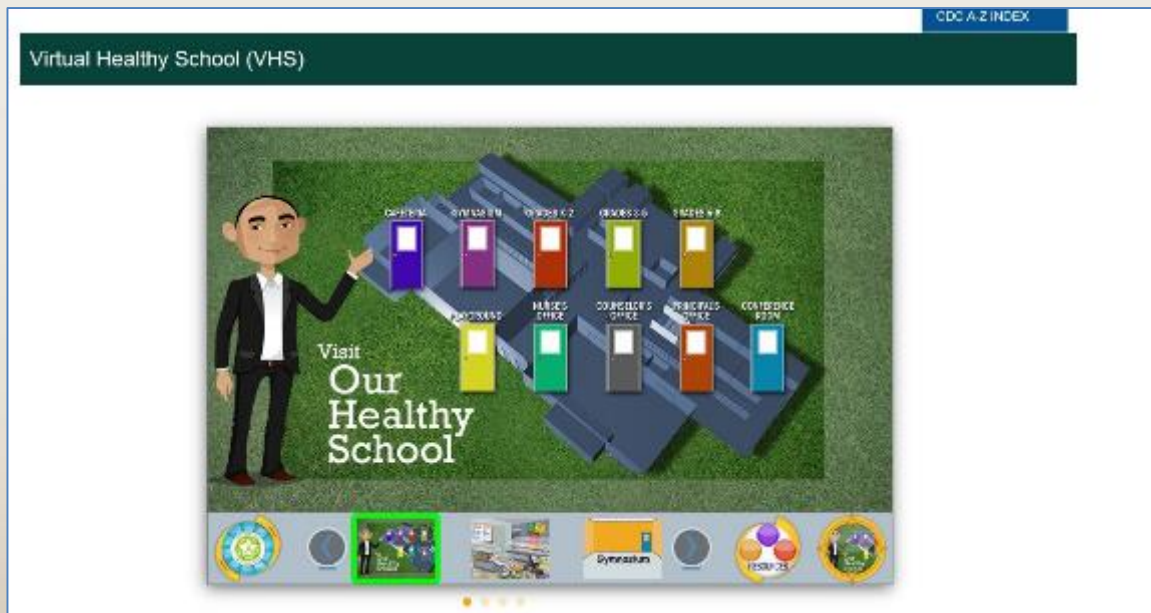 CDC A-Z INDEX
Virtual Healthy School (VHS)
CAFETERIA GYMNASIUM GRADES K-2 GRADES 3-5 GRADES 6-8
PLAYGROUND NURSE'S OFFICE COUNSELOR'S OFFICE PRINCIPAL'S OFFICE CONFERENCE ROOM
Visit
Our
Healthy
School
Gymnasium
RESOURCES